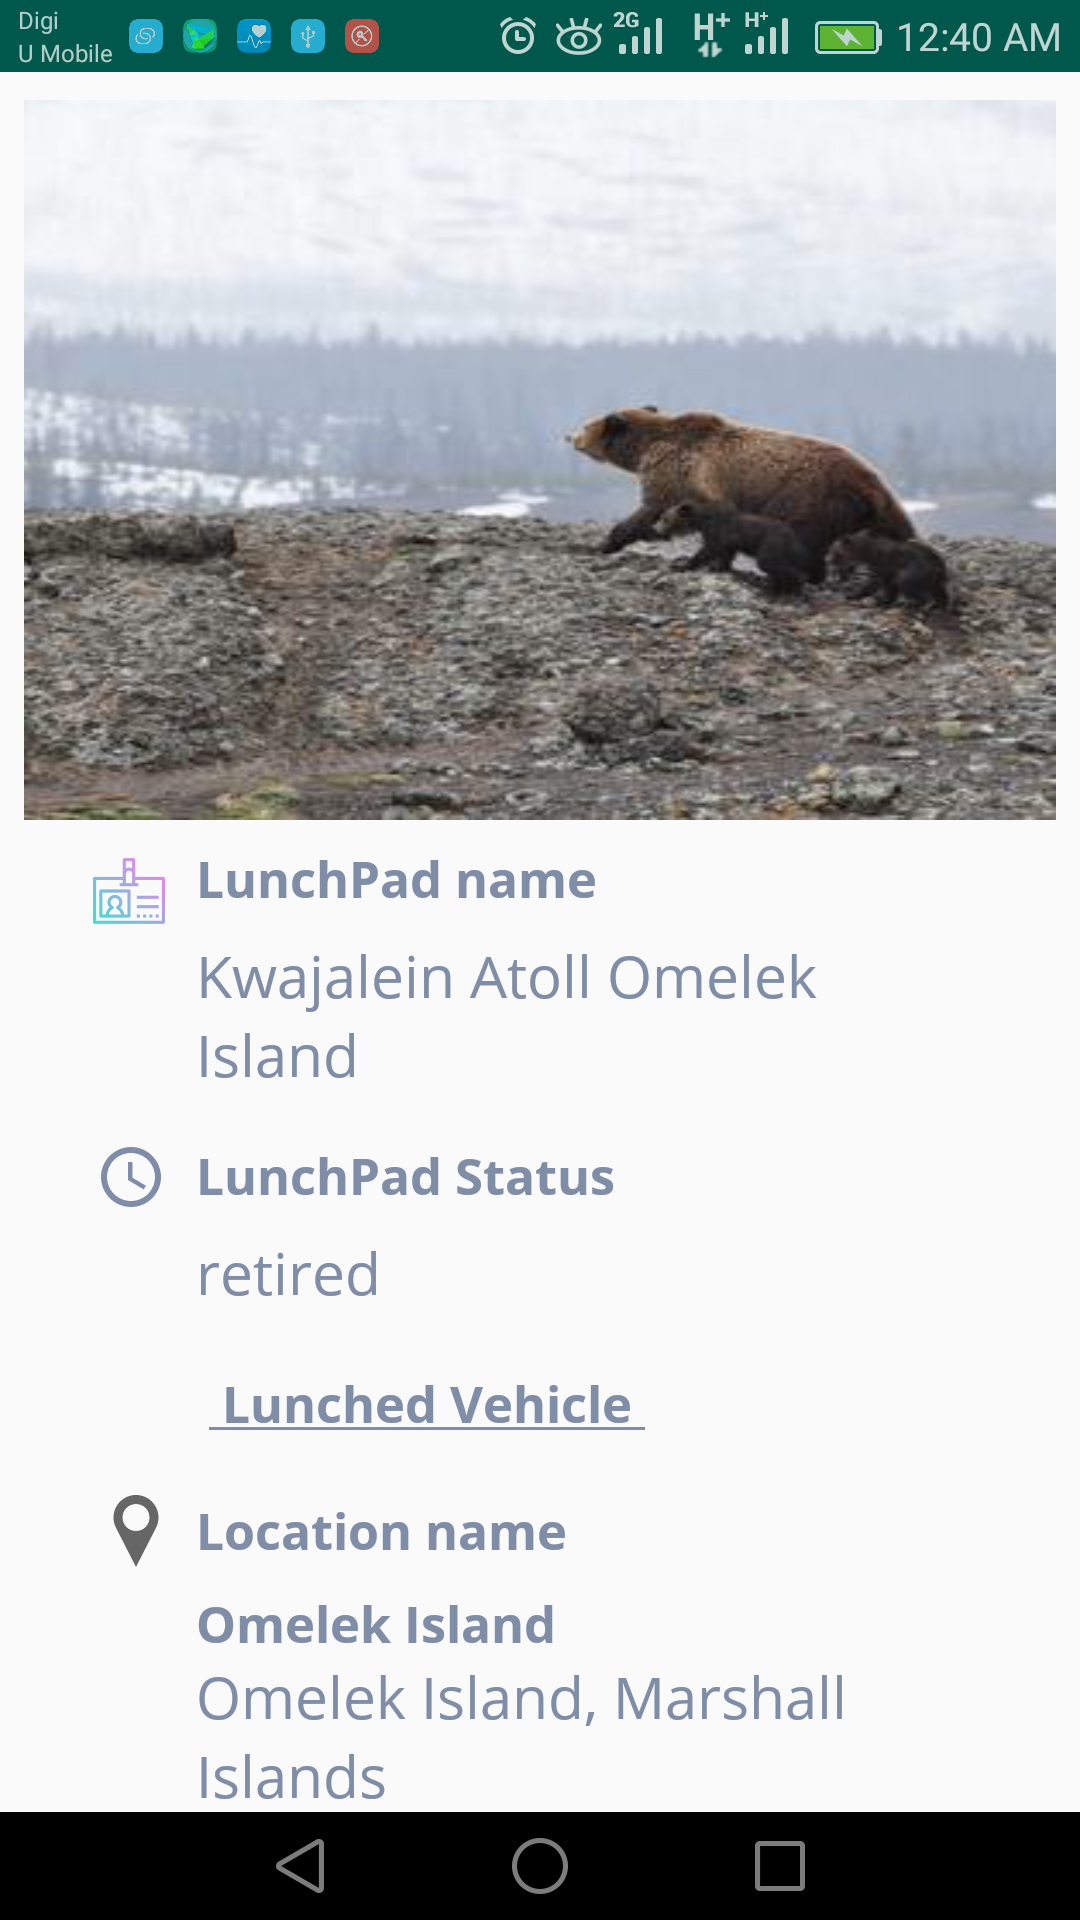 Digi
U Mobile
2G H+ H+ 12:40 AM
LunchPad name
Kwajalein Atoll Omelek
Island
LunchPad Status
retired
Lunched Vehicle
Location name
Omelek Island
Omelek Island, Marshall
Islands